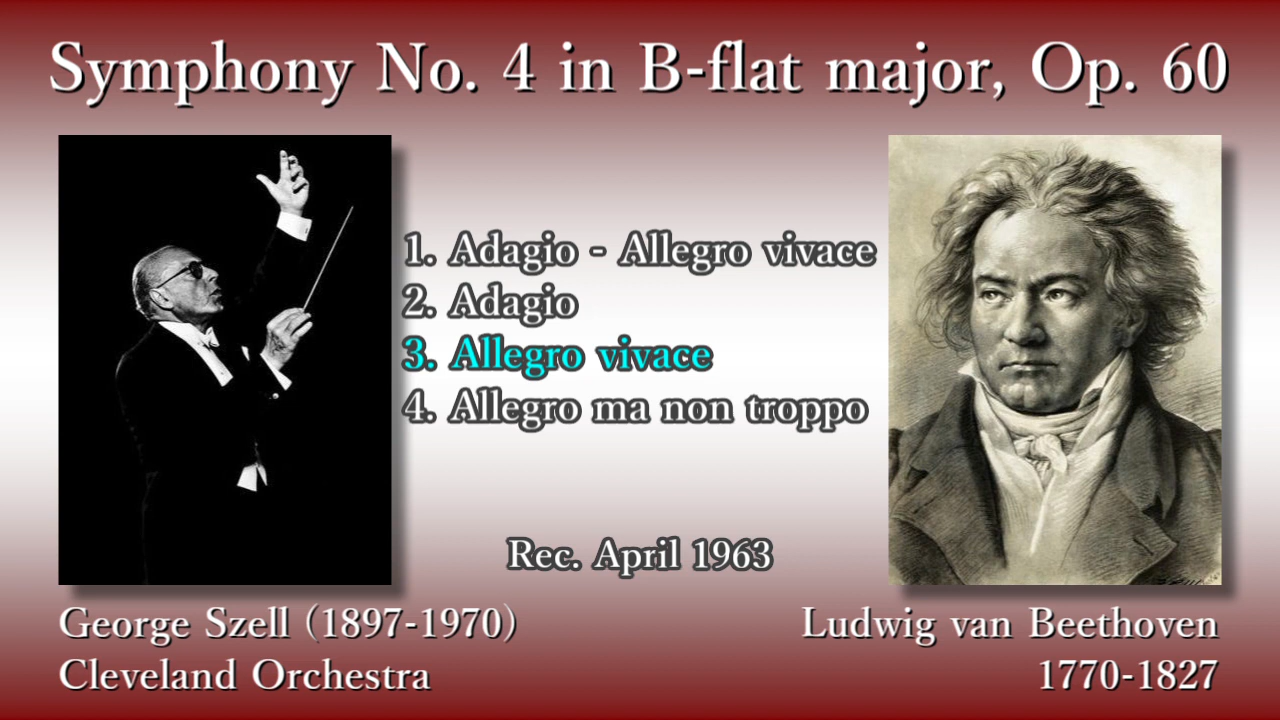 Symphony No. 4 in B-flat major, Op. 60
1. Adagio - Allegro vivace
2. Adagio
3. Allegro vivace
4. Allegro ma non troppo
Rec. April 1963
George Szell (1897-1970)
Cleveland Orchestra
Ludwig van Beethoven
1770-1827